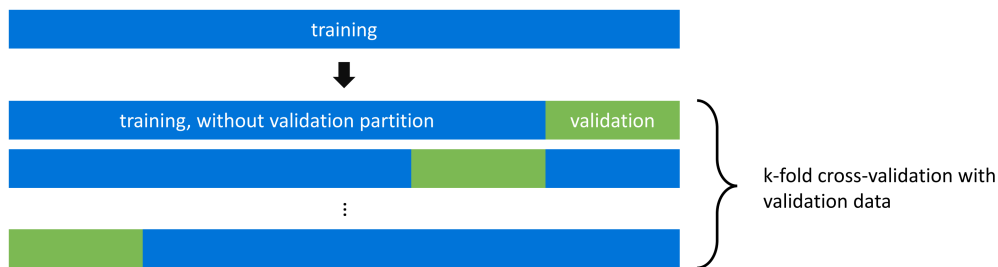 training
training, without validation partition
validation
⋮
k-fold cross-validation with
validation data